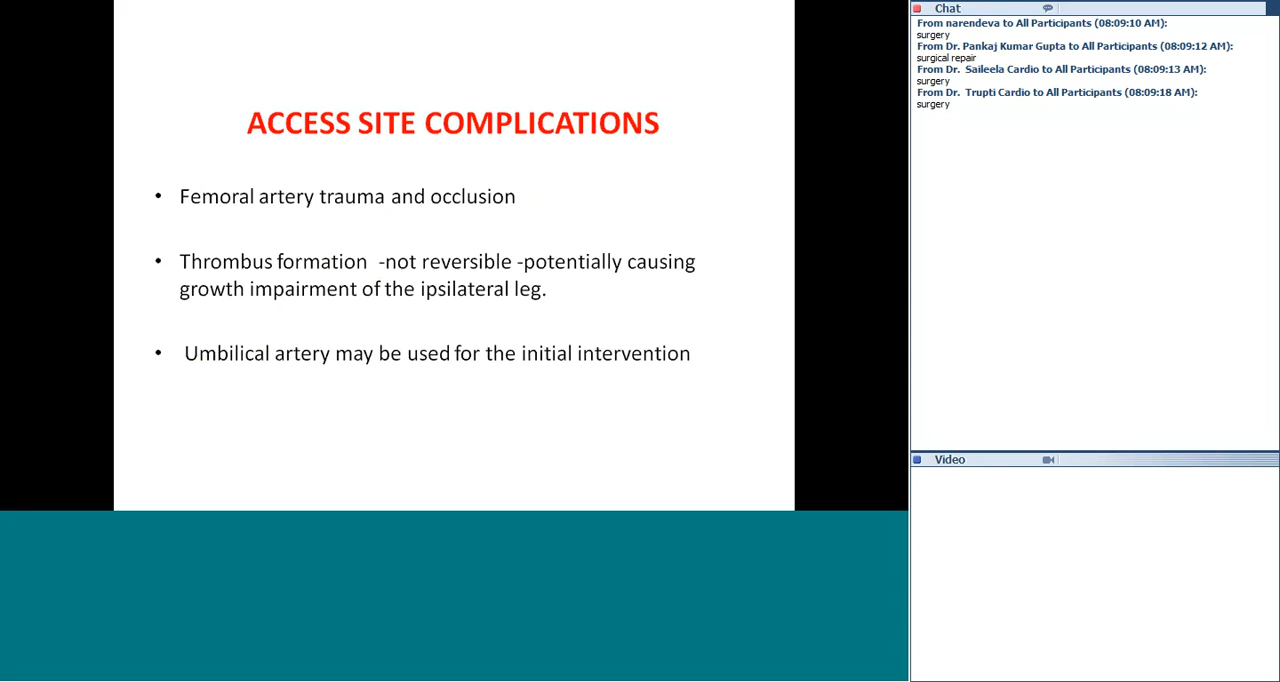 ACCESS SITE COMPLICATIONS
• Femoral artery trauma and occlusion
• Thrombus formation -not reversible -potentially causing
growth impairment of the ipsilateral leg.
• Umbilical artery may be used for the initial intervention
Chat
From narendeva to All Participants (08:09:10 AM):
surgery
From Dr. Pankaj Kumar Gupta to All Participants (08:09:12 AM):
surgical repair
From Dr. Saileela Cardio to All Participants (08:09:13 AM):
surgery
From Dr. Trupti Cardio to All Participants (08:09:18 AM):
surgery
Video